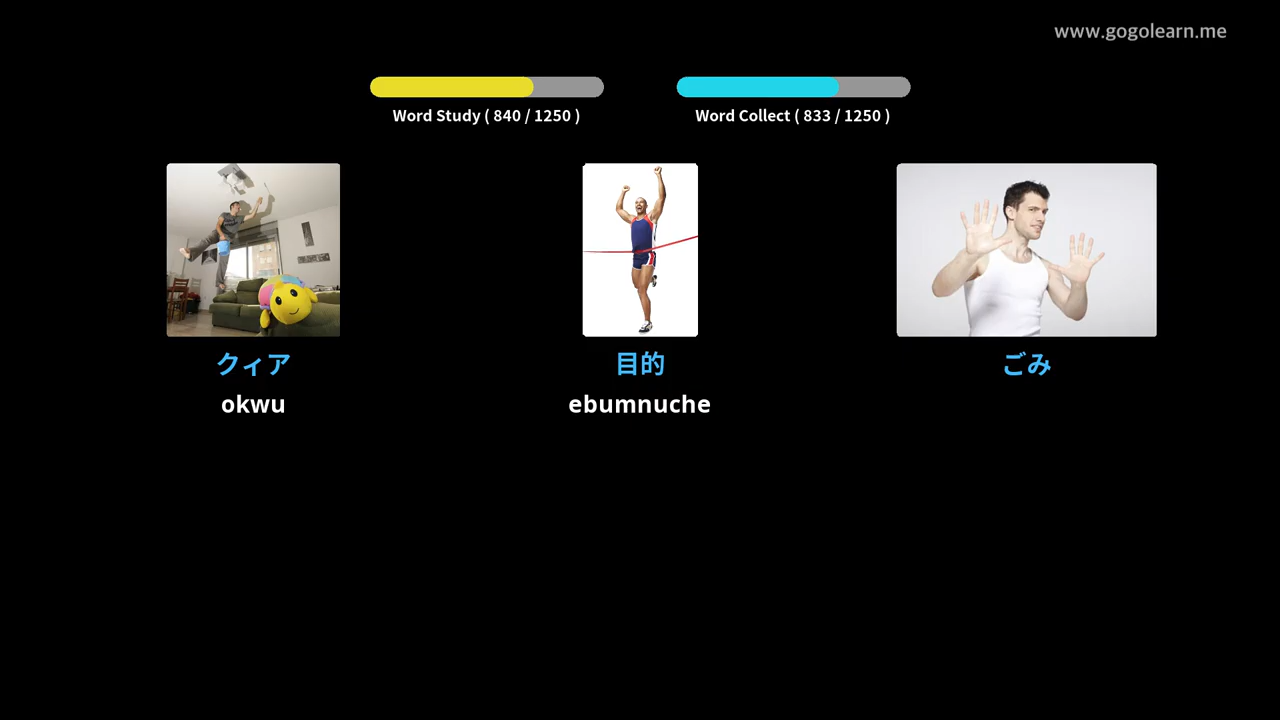 www.gogolearn.me
Word Study ( 840 / 1250 )
Word Collect ( 833 / 1250 )
クィア
目的
ごみ
okwu
ebumnuche